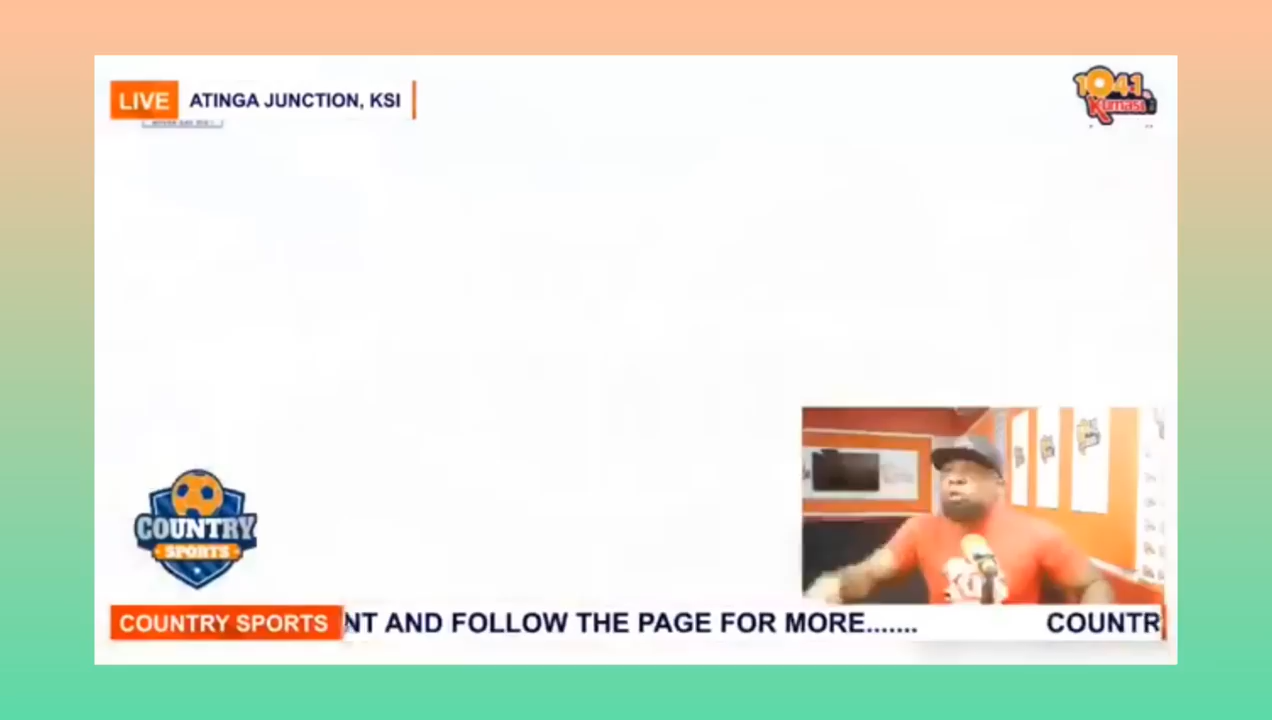 LIVE ATINGA JUNCTION, KSI
104.1
Kumasi
COUNTRY
SPORTS
COUNTRY SPORTS NT AND FOLLOW THE PAGE FOR MORE....... COUNTR